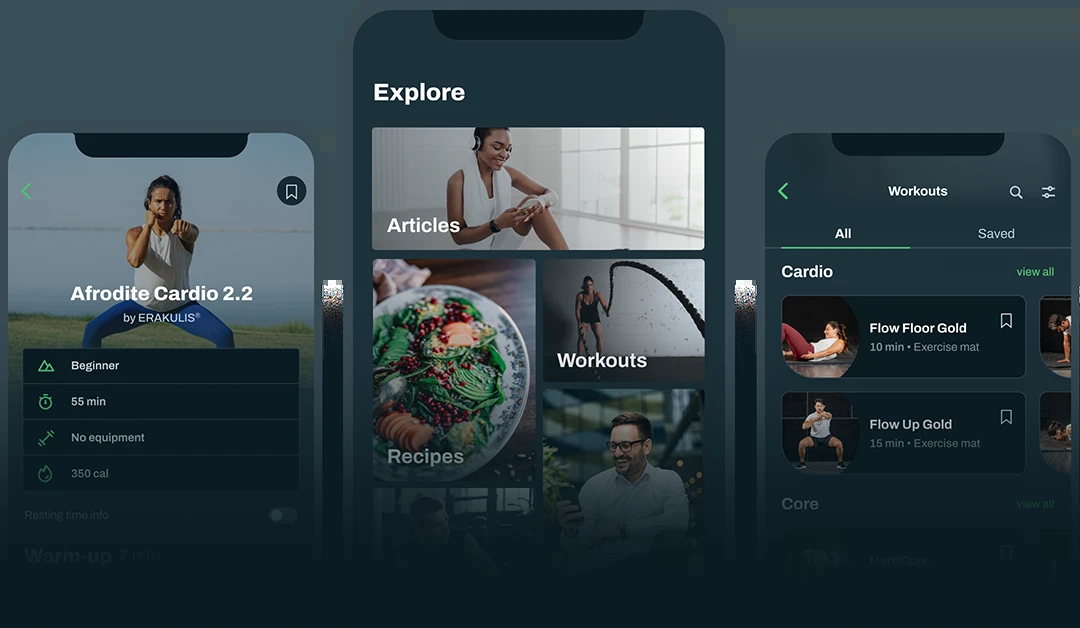 Afrodite Cardio 2.2
by ERAKULIS®
Beginner
55 min
No equipment
350 cal
Resting time info
Warm-up 7 min
Explore
Articles
Recipes
Workouts
Workouts
All
Saved
Cardio
view all
Flow Floor Gold
10 min • Exercise mat
Flow Up Gold
15 min • Exercise mat
Core
view all
HardCore